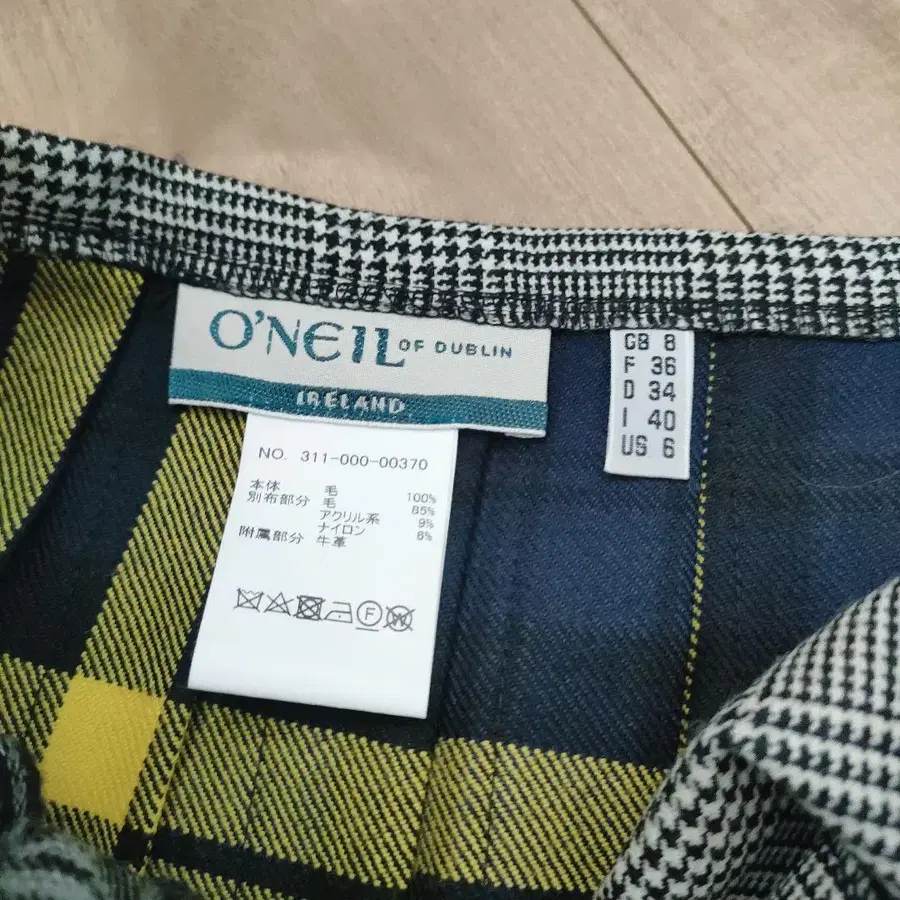 O'NEIL OF DUBLIN
IRELAND
GB 8
F 36
D 34
I 40
US 6
NO. 311-000-00370
本体 毛 100%
別布部分 毛 85%
アクリル系 9%
ナイロン 6%
附属部分 牛革
F
W